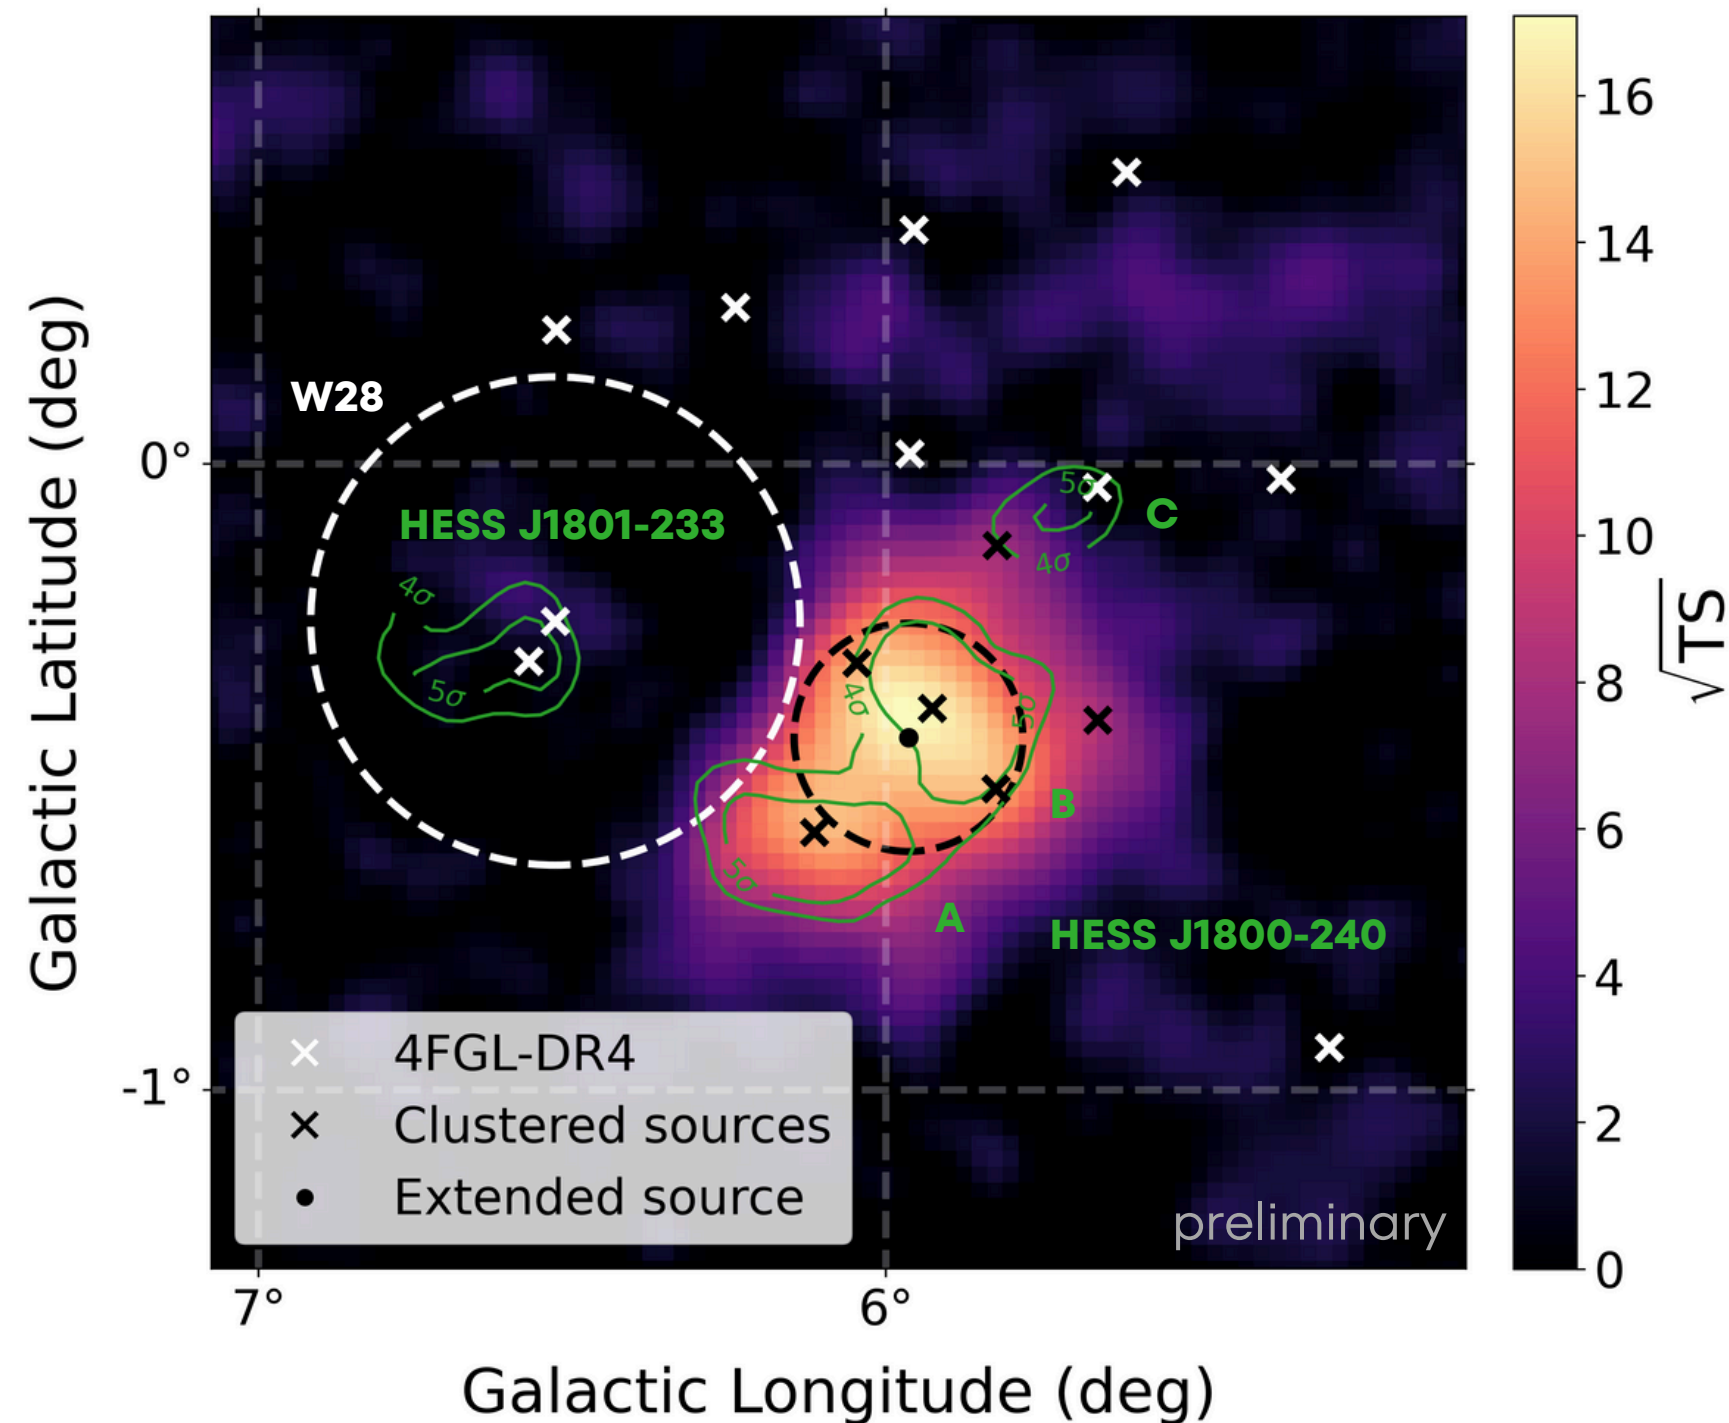 16
14
12
10
8
6
4
2
0
√TS
W28
0°
5σ
C
HESS J1801-233
4σ
4σ
5σ
4σ
5σ
B
5σ
A
HESS J1800-240
4FGL-DR4
-1°
Clustered sources
Extended source
preliminary
7°
6°
Galactic Longitude (deg)
Galactic Latitude (deg)